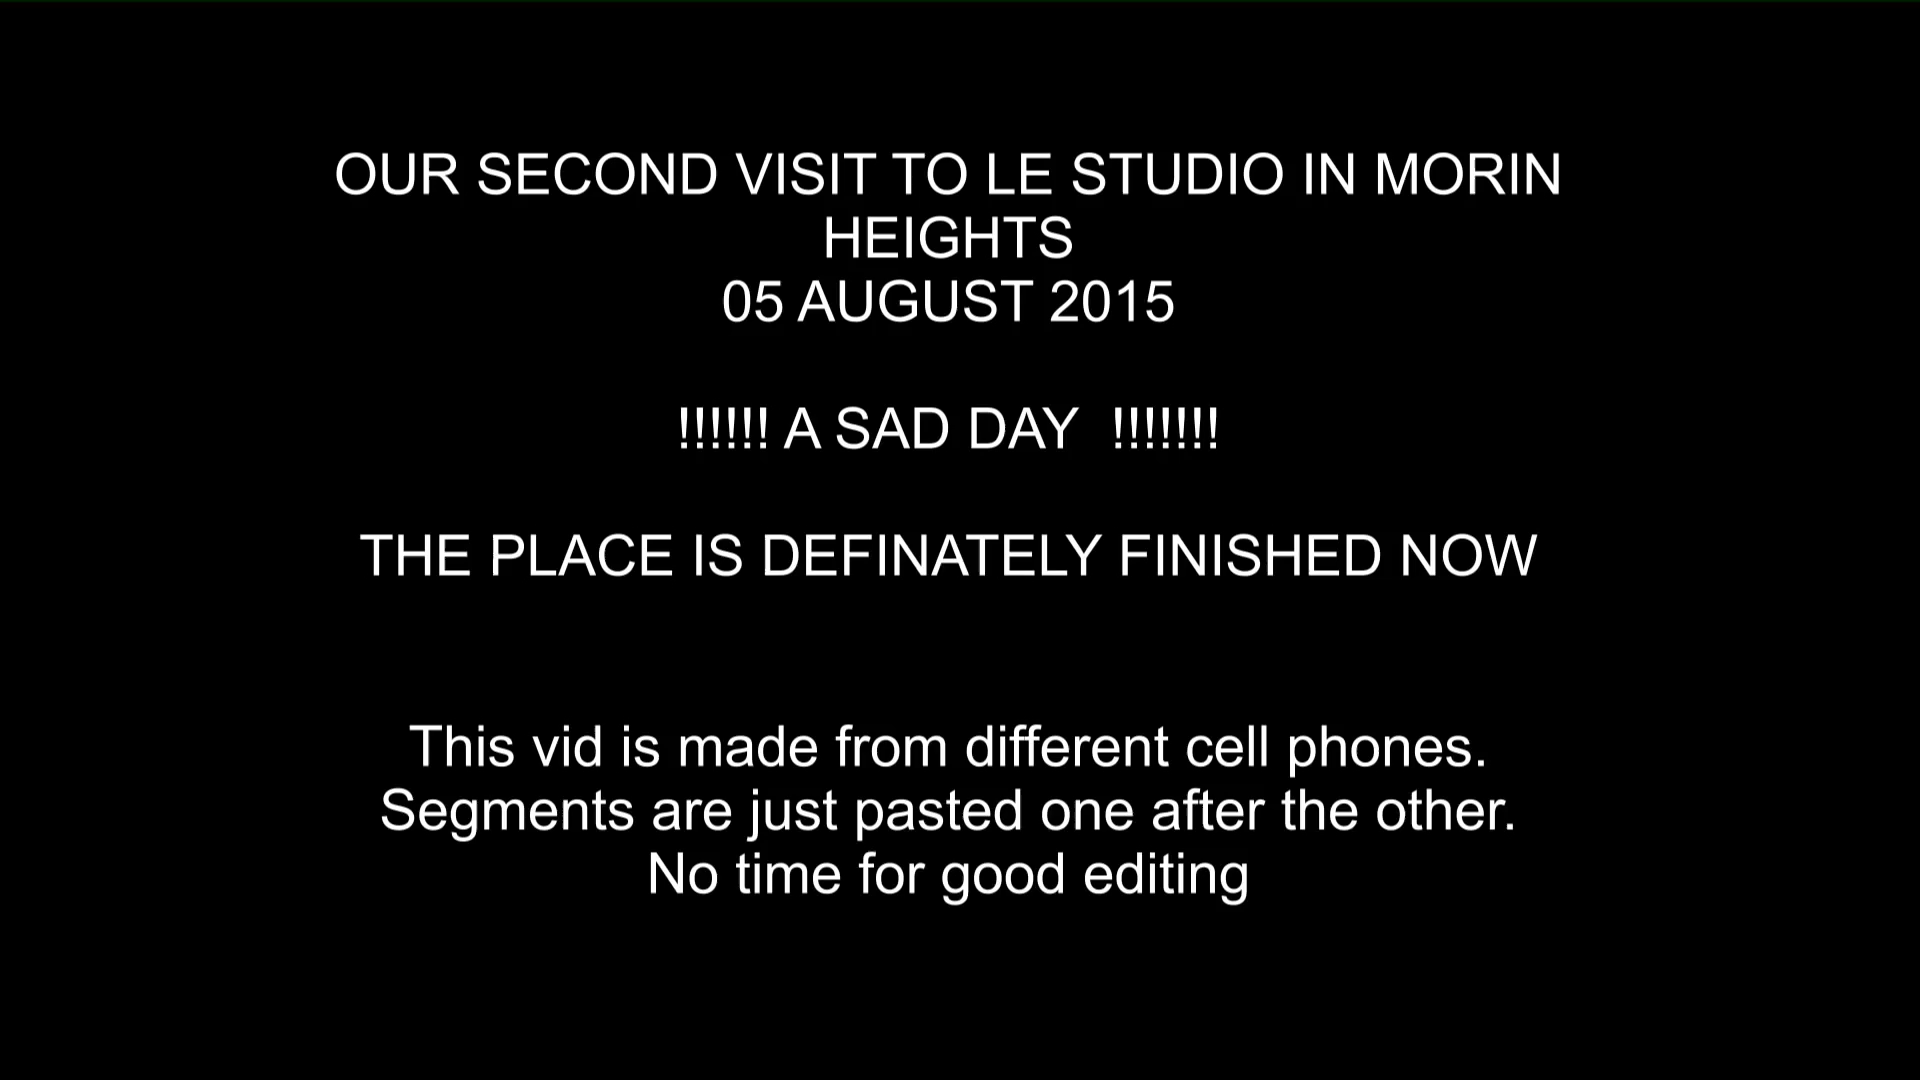 OUR SECOND VISIT TO LE STUDIO IN MORIN
HEIGHTS
05 AUGUST 2015
!!!!!! A SAD DAY  !!!!!!!
THE PLACE IS DEFINATELY FINISHED NOW
This vid is made from different cell phones.
Segments are just pasted one after the other.
No time for good editing